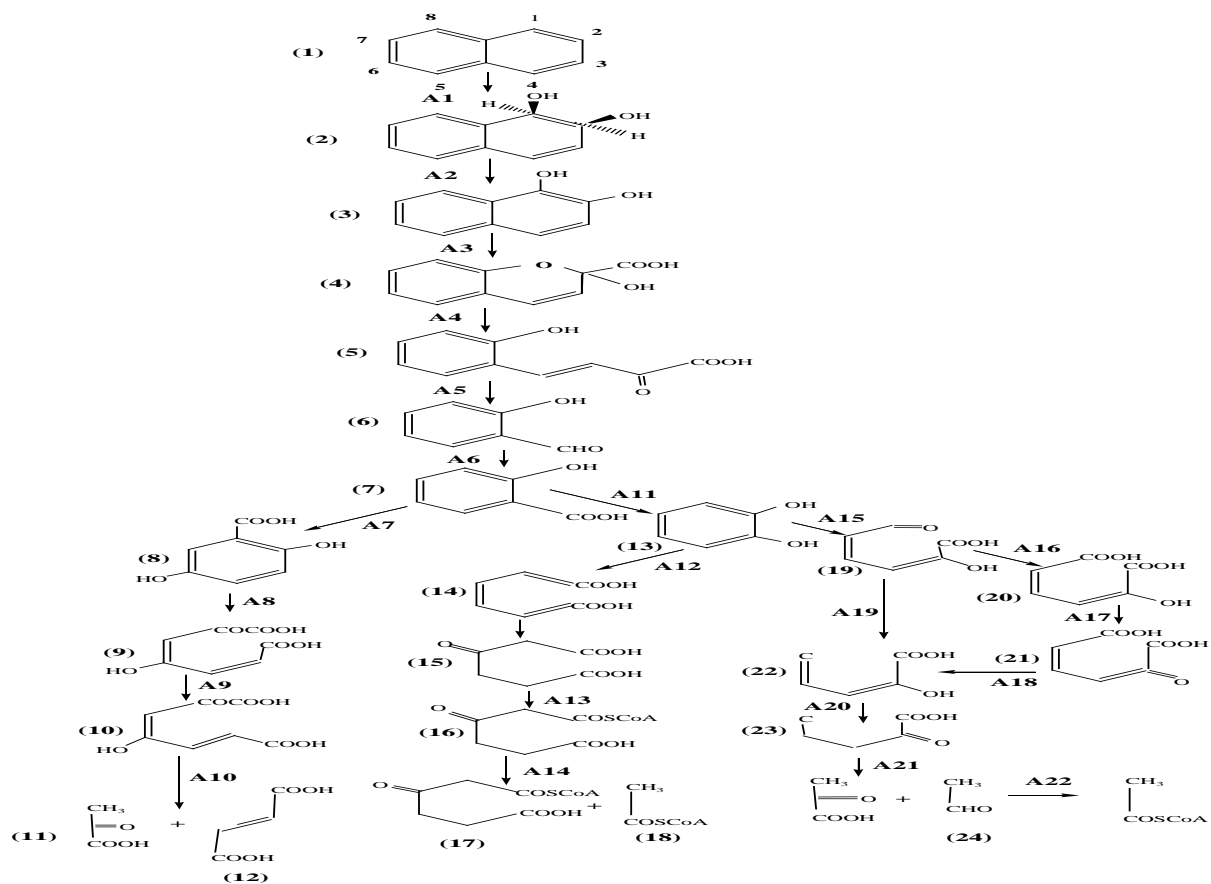 8 1
7 2
(1)
6 3
5 4
A1 H OH
OH
H
(2)
A2 OH
OH
(3)
A3
O COOH
(4) OH
A4
OH
(5) COOH
A5 O
OH
(6)
CHO
A6 OH
(7)
A11
COOH
A7
COOH
OH
(8)
HO
OH
OH
(13)
A15
O
COOH
(19) OH
A16
COOH
COOH
(20) OH
A12
A8
(14) COOH
COOH
A19
A17
COCOOH
COOH
(9)
HO
A9
O COOH
(15) COOH
A13
C COOH
(22) OH
A18
(21) COOH
COOH
O
COCOOH
(10)
HO COOH
A10
O COSCoA
(16) COOH
A14
A20
C COOH
(23) O
A21
COOH
CH3
O +
(11) COOH
COOH
(12)
O COSCoA
COOH +
(17)
CH3
COSCoA
(18)
CH3
O +
COOH
CH3
CHO
(24)
A22
CH3
COSCoA